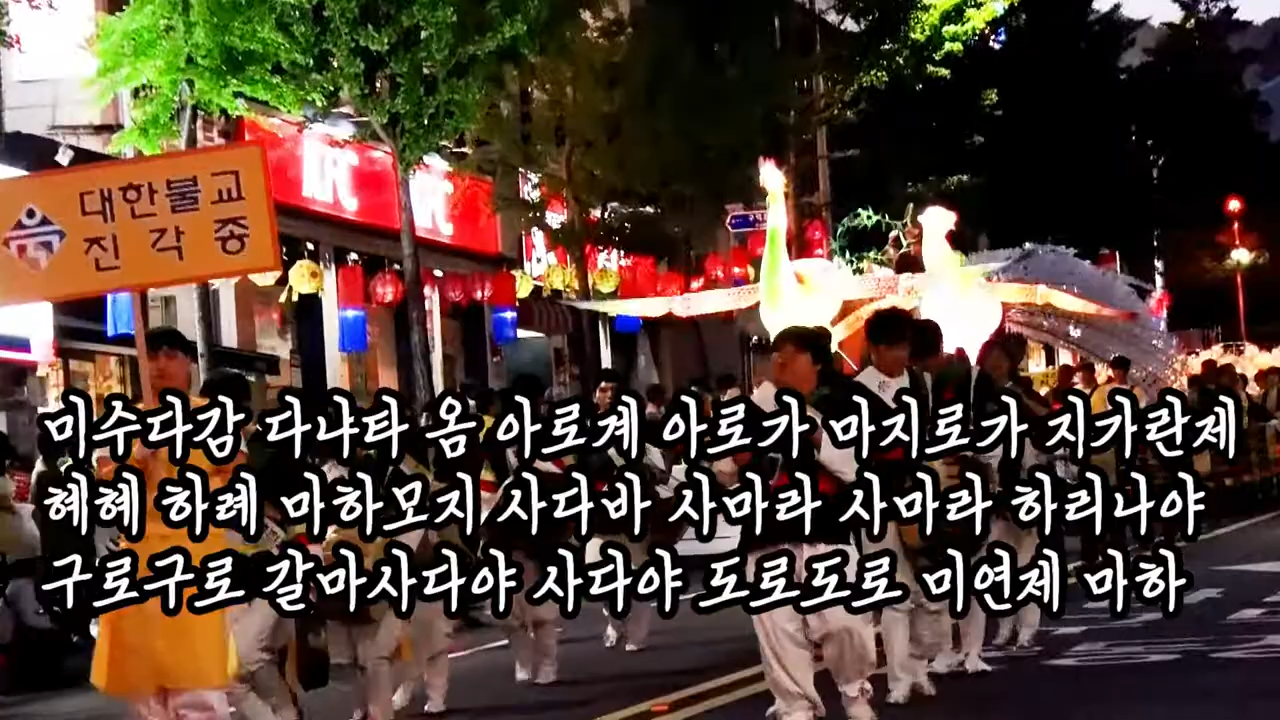 대한불교
진각종
KFC
미수다감 다냐타 옴 아로계 아로가 마지로가 지가란제
혜혜 하례 마하모지 사다바 사마라 사마라 하리나야
구로구로 갈마사다야 사다야 도로도로 미연제 마하